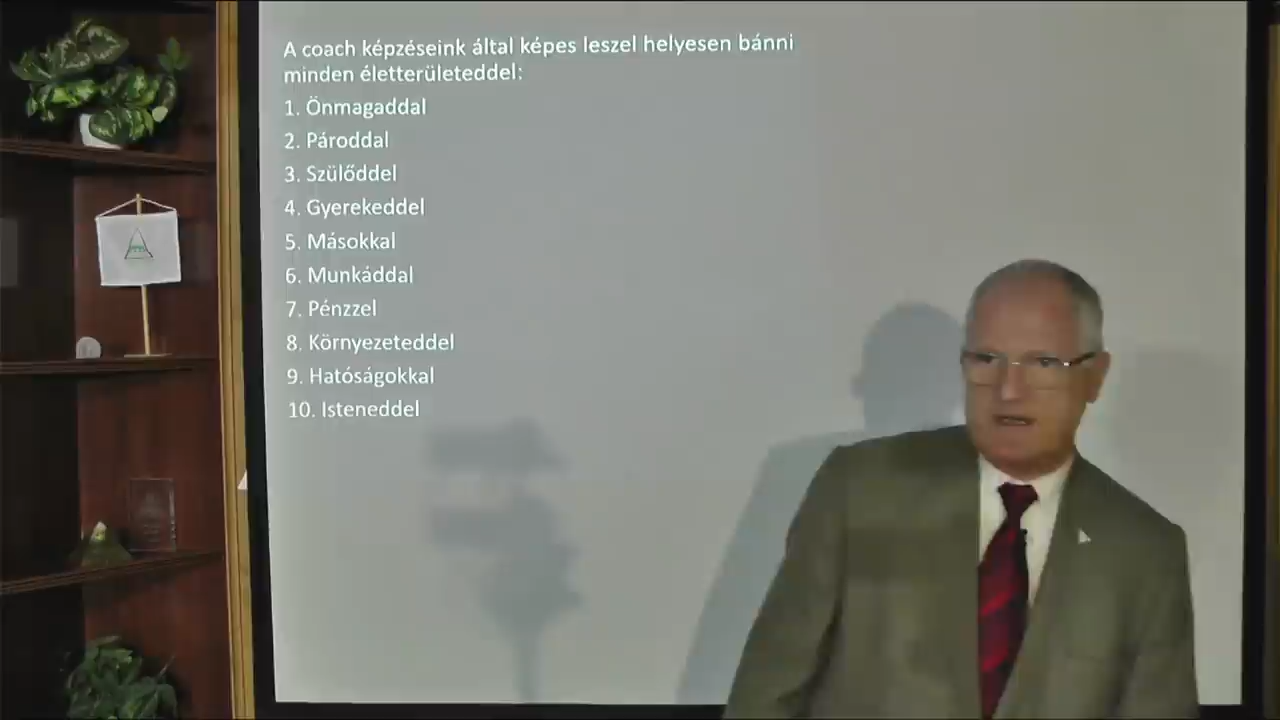 A coach képzéseink által képes leszel helyesen bánni
minden életterületeddel:
1. Önmagaddal
2. Pároddal
3. Szülőddel
4. Gyerekeddel
5. Másokkal
6. Munkáddal
7. Pénzzel
8. Környezeteddel
9. Hatóságokkal
10. Isteneddel